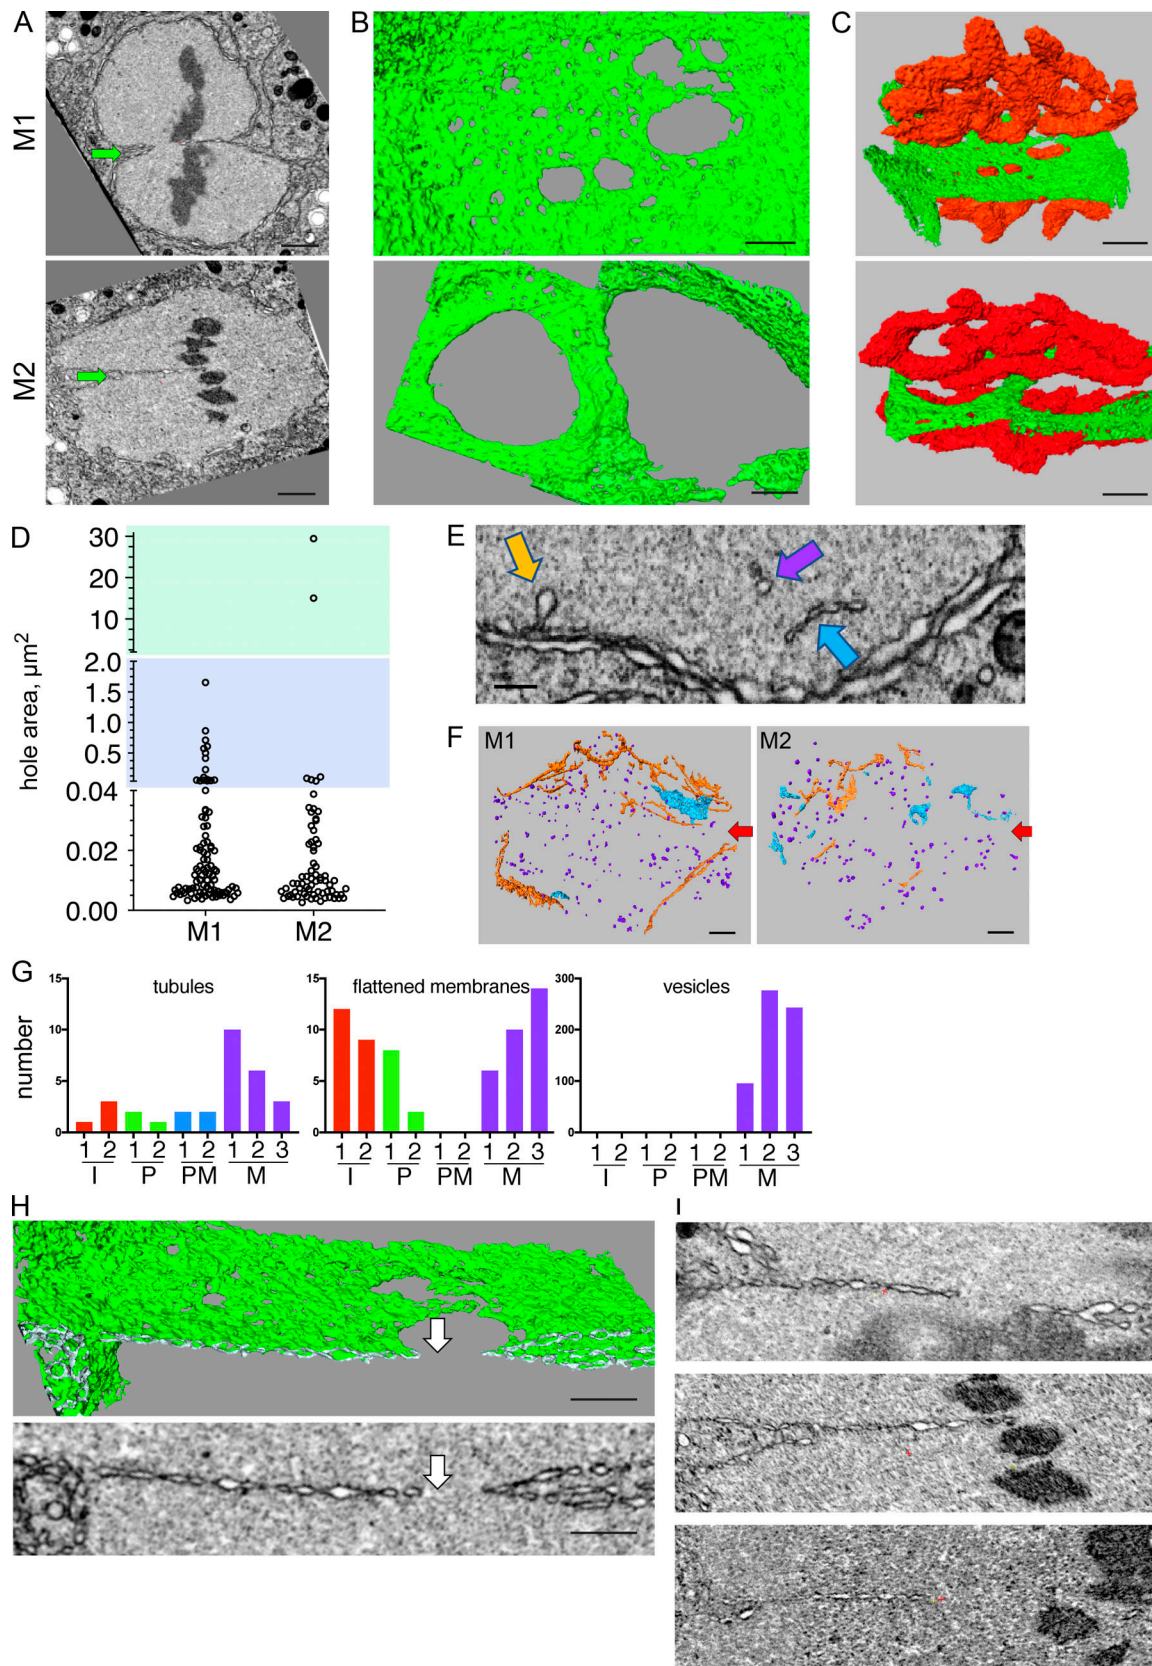 A
B
C
M1
M2
D
30
20
10
2.0
1.5
1.0
0.5
0.04
0.02
0.00
hole area, µm²
M1
M2
E
F
M1
M2
G
number
tubules
15
10
5
0
1 2 1 2 1 2 1 2 3
I P PM M
flattened membranes
15
10
5
0
1 2 1 2 1 2 1 2 3
I P PM M
vesicles
300
200
100
0
1 2 1 2 1 2 1 2 3
I P PM M
H
I